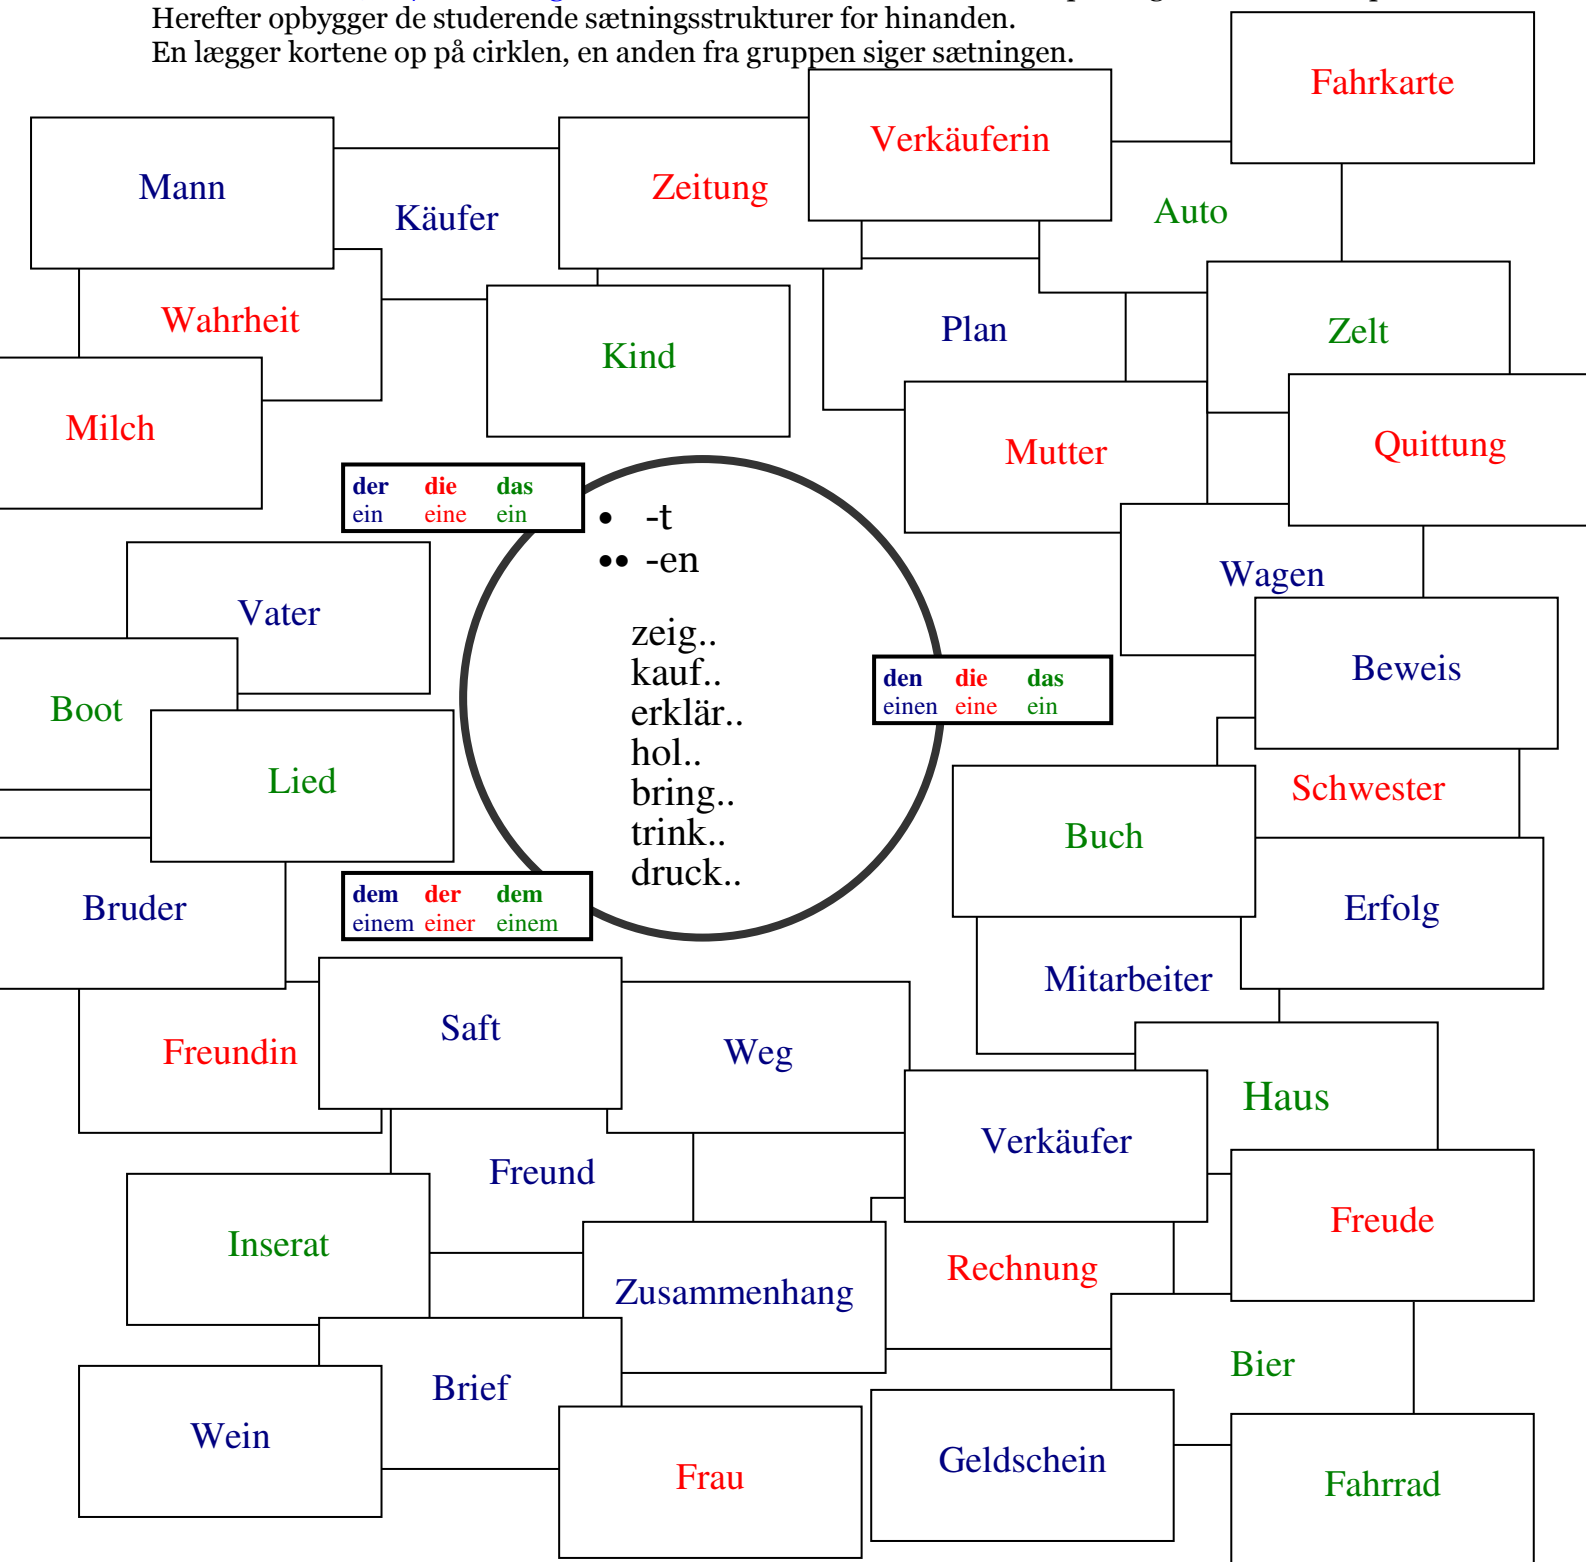 Herefter opbygger de studerende sætningsstrukturer for hinanden.
En lægger kortene op på cirklen, en anden fra gruppen siger sætningen.
Fahrkarte
Verkäuferin
Mann
Zeitung
Käufer
Auto
Wahrheit
Plan
Zelt
Kind
Milch
Mutter
Quittung
der die das
ein eine ein
• -t
•• -en
Wagen
Vater
zeig..
kauf..
erklär..
hol..
bring..
trink..
druck..
den die das
einen eine ein
Beweis
Boot
Lied
Schwester
Buch
dem der dem
einem einer einem
Bruder
Erfolg
Mitarbeiter
Saft
Freundin
Weg
Haus
Verkäufer
Freund
Freude
Inserat
Rechnung
Zusammenhang
Bier
Brief
Wein
Geldschein
Frau
Fahrrad